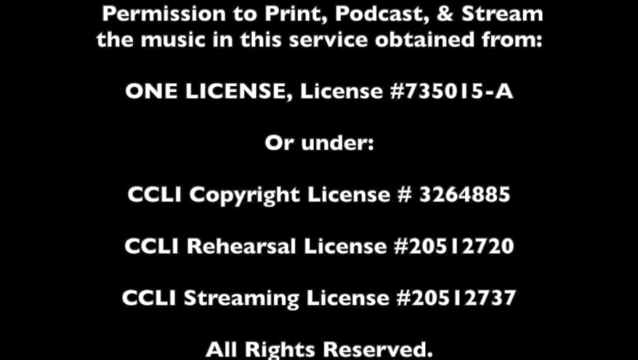 Permission to Print, Podcast, & Stream
the music in this service obtained from:
ONE LICENSE, License #735015-A
Or under:
CCLI Copyright License # 3264885
CCLI Rehearsal License #20512720
CCLI Streaming License #20512737
All Rights Reserved.